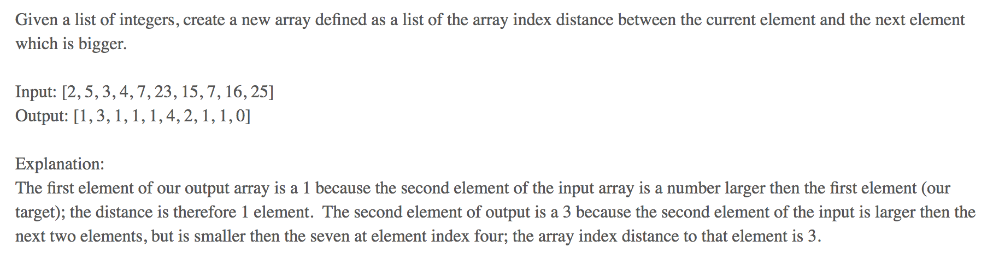 Given a list of integers, create a new array defined as a list of the array index distance between the current element and the next element
which is bigger.
Input: [2, 5, 3, 4, 7, 23, 15, 7, 16, 25]
Output: [1, 3, 1, 1, 1, 4, 2, 1, 1, 0]
Explanation:
The first element of our output array is a 1 because the second element of the input array is a number larger then the first element (our
target); the distance is therefore 1 element.  The second element of output is a 3 because the second element of the input is larger then the
next two elements, but is smaller then the seven at element index four; the array index distance to that element is 3.